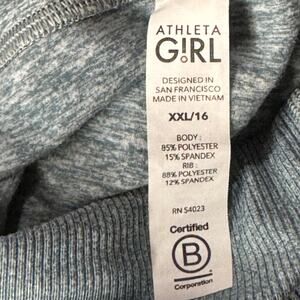 ATHLETA
G!RL
DESIGNED IN
SAN FRANCISCO
MADE IN VIETNAM
XXL/16
BODY :
85% POLYESTER
15% SPANDEX
RIB :
88% POLYESTER
12% SPANDEX
RN 54023
Certified
B
Corporation